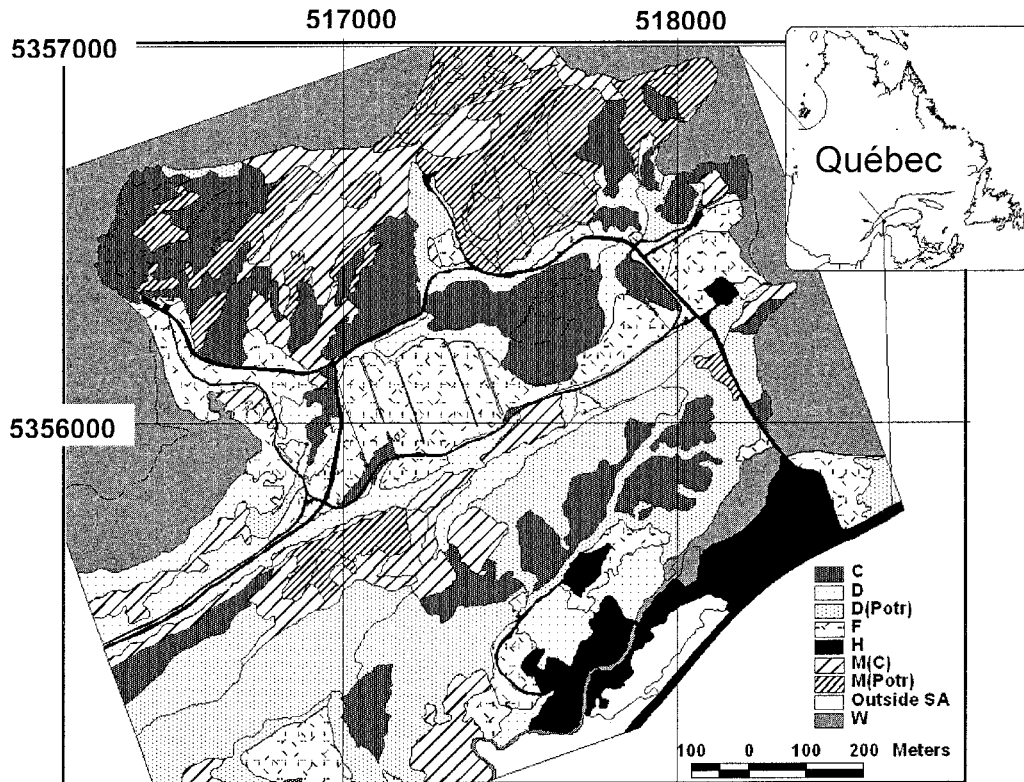 517000 518000
5357000
Québec
5356000
C
D
D(Potr)
F
H
M(C)
M(Potr)
Outside SA
W
100 0 100 200 Meters